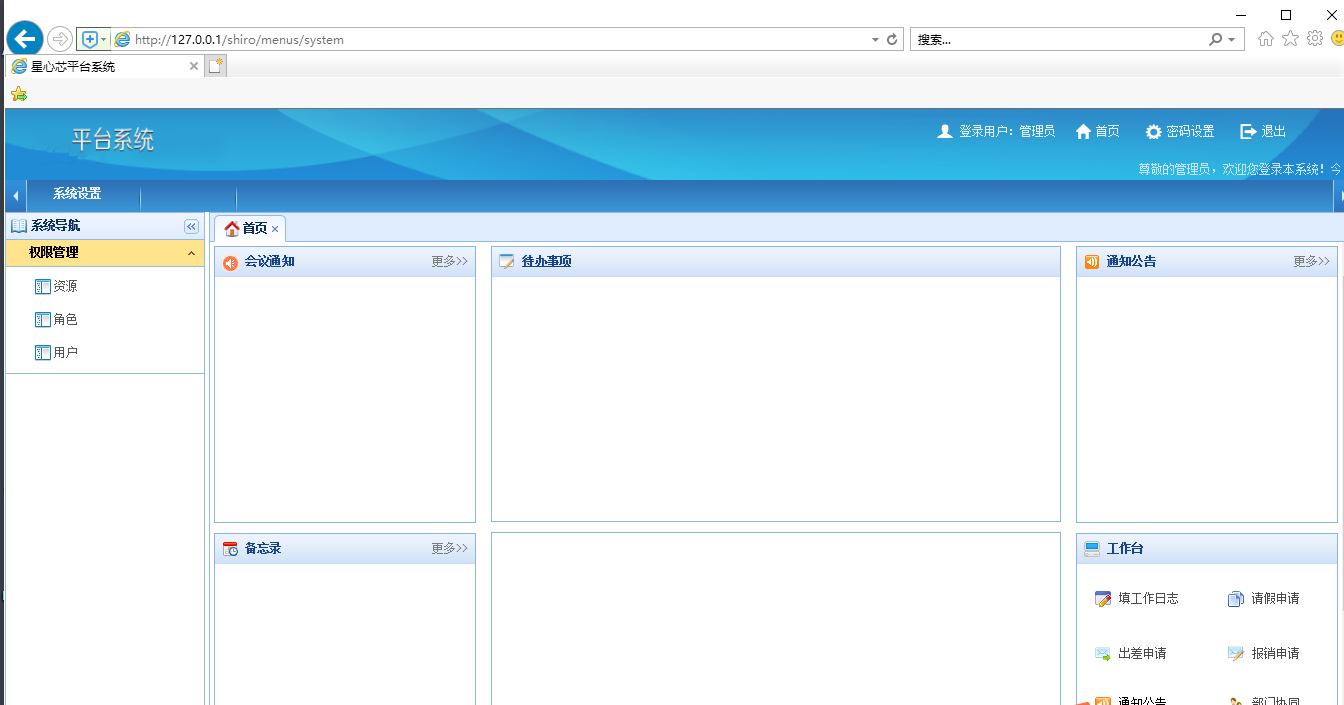 http://127.0.0.1/shiro/menus/system
搜索...
星心芯平台系统
平台系统
登录用户：管理员 首页 密码设置 退出
尊敬的管理员，欢迎您登录本系统！今
系统设置
系统导航
首页
权限管理
资源
角色
用户
会议通知 更多>>
待办事项
通知公告 更多>>
备忘录 更多>>
工作台
填工作日志 请假申请
出差申请 报销申请
通知公告 部门协同